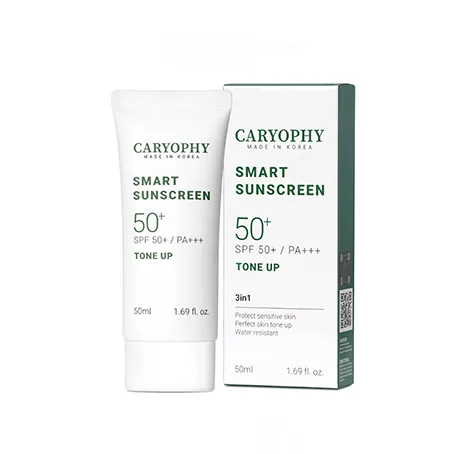 CARYOPHY
MADE IN KOREA
SMART
SUNSCREEN
50+
SPF 50+ / PA+++
TONE UP
50ml 1.69 fl. oz.
CARYOPHY
MADE IN KOREA
SMART
SUNSCREEN
50+
SPF 50+ / PA+++
TONE UP
3in1
Protect sensitive skin
Perfect skin tone up
Water resistant
50ml 1.69 fl. oz.